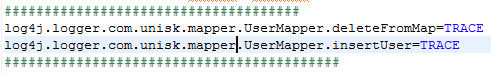 ####################################
log4j.logger.com.unisk.mapper.UserMapper.deleteFromMap=TRACE
log4j.logger.com.unisk.mapper.UserMapper.insertUser=TRACE
#########################################